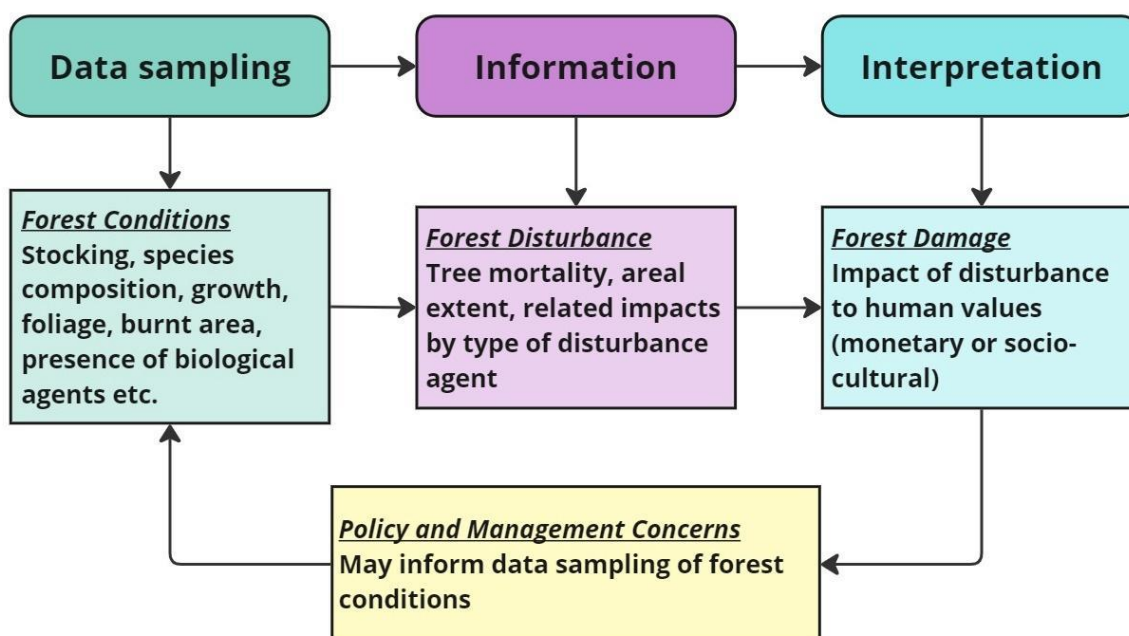 Data sampling
Information
Interpretation
Forest Conditions
Stocking, species
composition, growth,
foliage, burnt area,
presence of biological
agents etc.
Forest Disturbance
Tree mortality, areal
extent, related impacts
by type of disturbance
agent
Forest Damage
Impact of disturbance
to human values
(monetary or socio-
cultural)
Policy and Management Concerns
May inform data sampling of forest
conditions